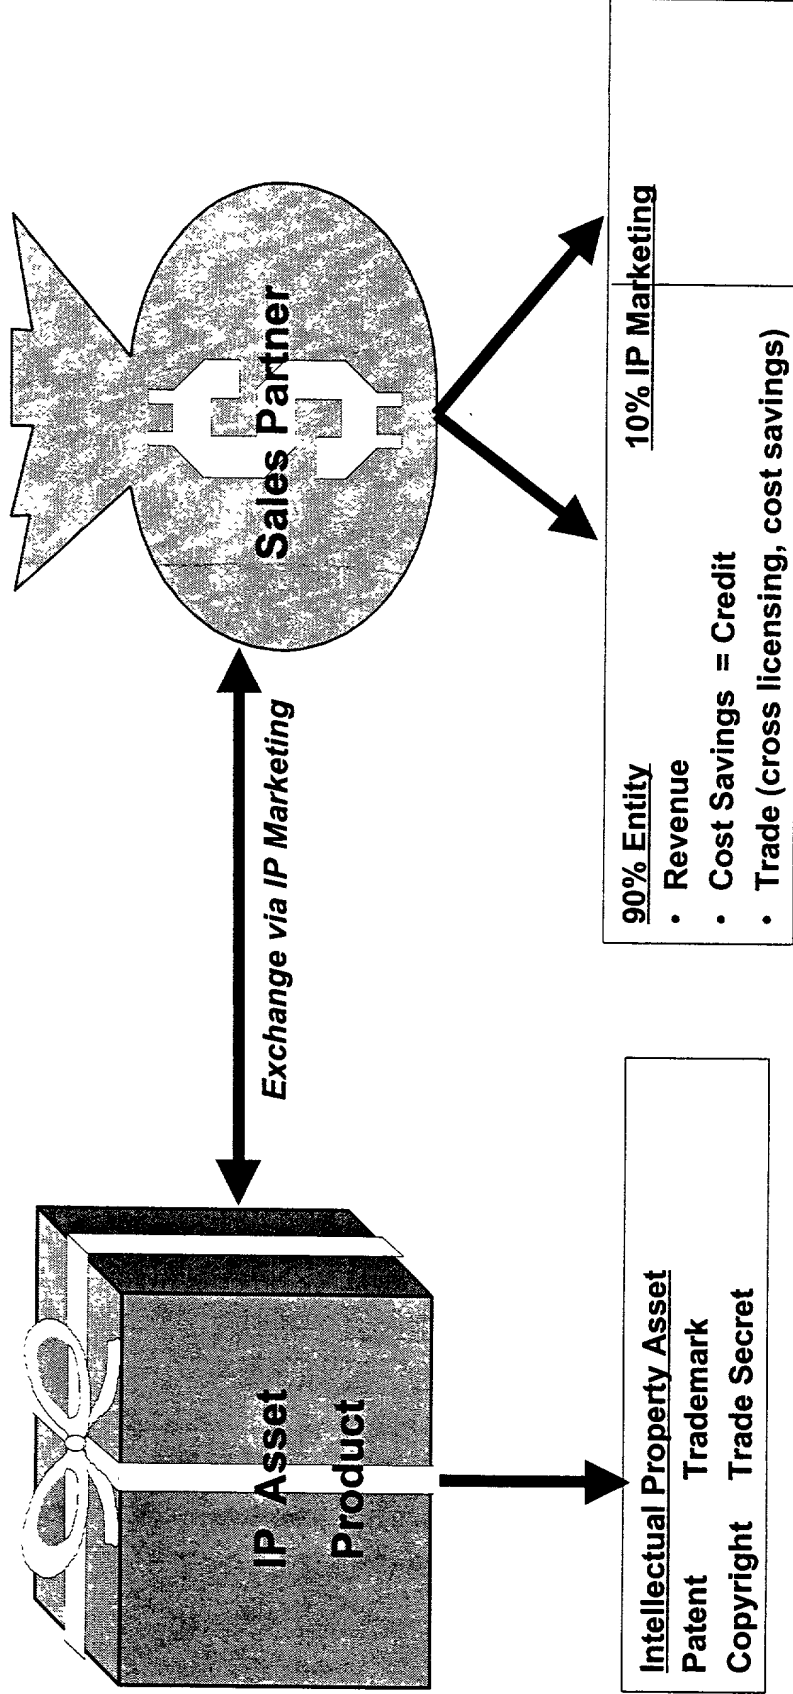 IP Asset
Product
Exchange via IP Marketing
Sales Partner
$
Intellectual Property Asset
Patent Trademark
Copyright Trade Secret
90% Entity
• Revenue
• Cost Savings = Credit
• Trade (cross licensing, cost savings)
10% IP Marketing